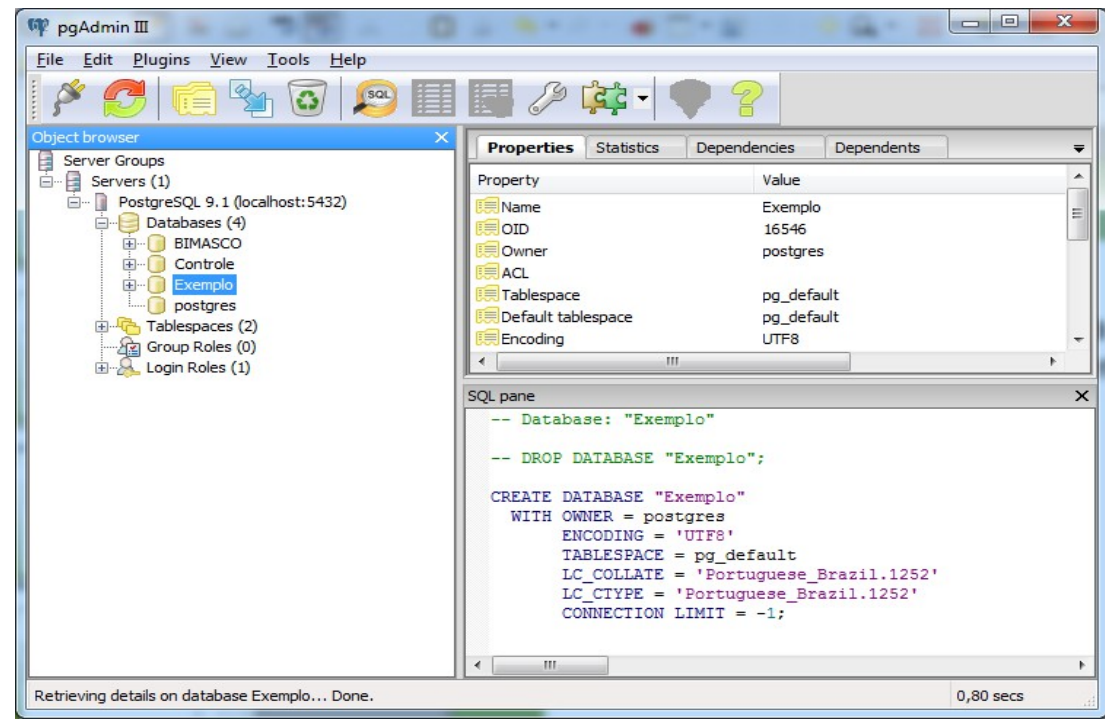 pgAdmin III
File Edit Plugins View Tools Help
SQL
Object browser
Server Groups
Servers (1)
PostgreSQL 9.1 (localhost:5432)
Databases (4)
BIMASCO
Controle
Exemplo
postgres
Tablespaces (2)
Group Roles (0)
Login Roles (1)
Properties Statistics Dependencies Dependents
Property Value
Name Exemplo
OID 16546
Owner postgres
ACL
Tablespace pg_default
Default tablespace pg_default
Encoding UTF8
SQL pane
-- Database: "Exemplo"
-- DROP DATABASE "Exemplo";
CREATE DATABASE "Exemplo"
WITH OWNER = postgres
ENCODING = 'UTF8'
TABLESPACE = pg_default
LC_COLLATE = 'Portuguese_Brazil.1252'
LC_CTYPE = 'Portuguese_Brazil.1252'
CONNECTION LIMIT = -1;
Retrieving details on database Exemplo... Done. 0,80 secs